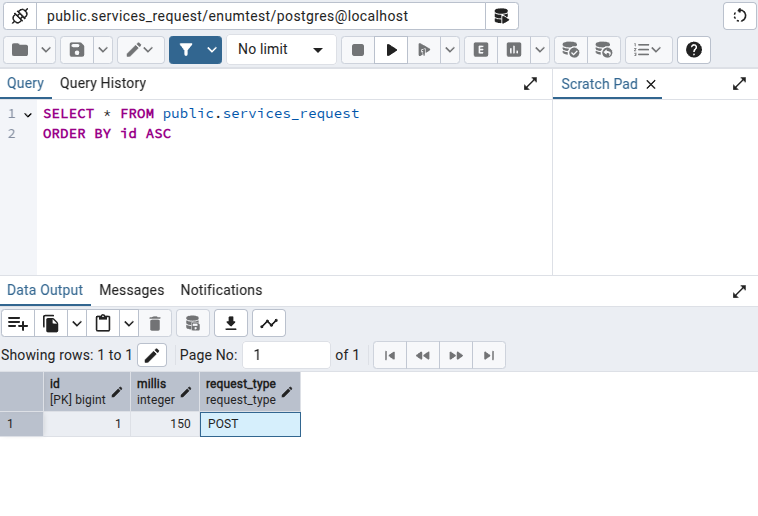 public.services_request/enumtest/postgres@localhost
No limit
E
Query
Query History
Scratch Pad
1 SELECT * FROM public.services_request
2 ORDER BY id ASC
Data Output
Messages
Notifications
Showing rows: 1 to 1
Page No:
1
of 1
id
[PK] bigint
millis
integer
request_type
request_type
1
1
150
POST